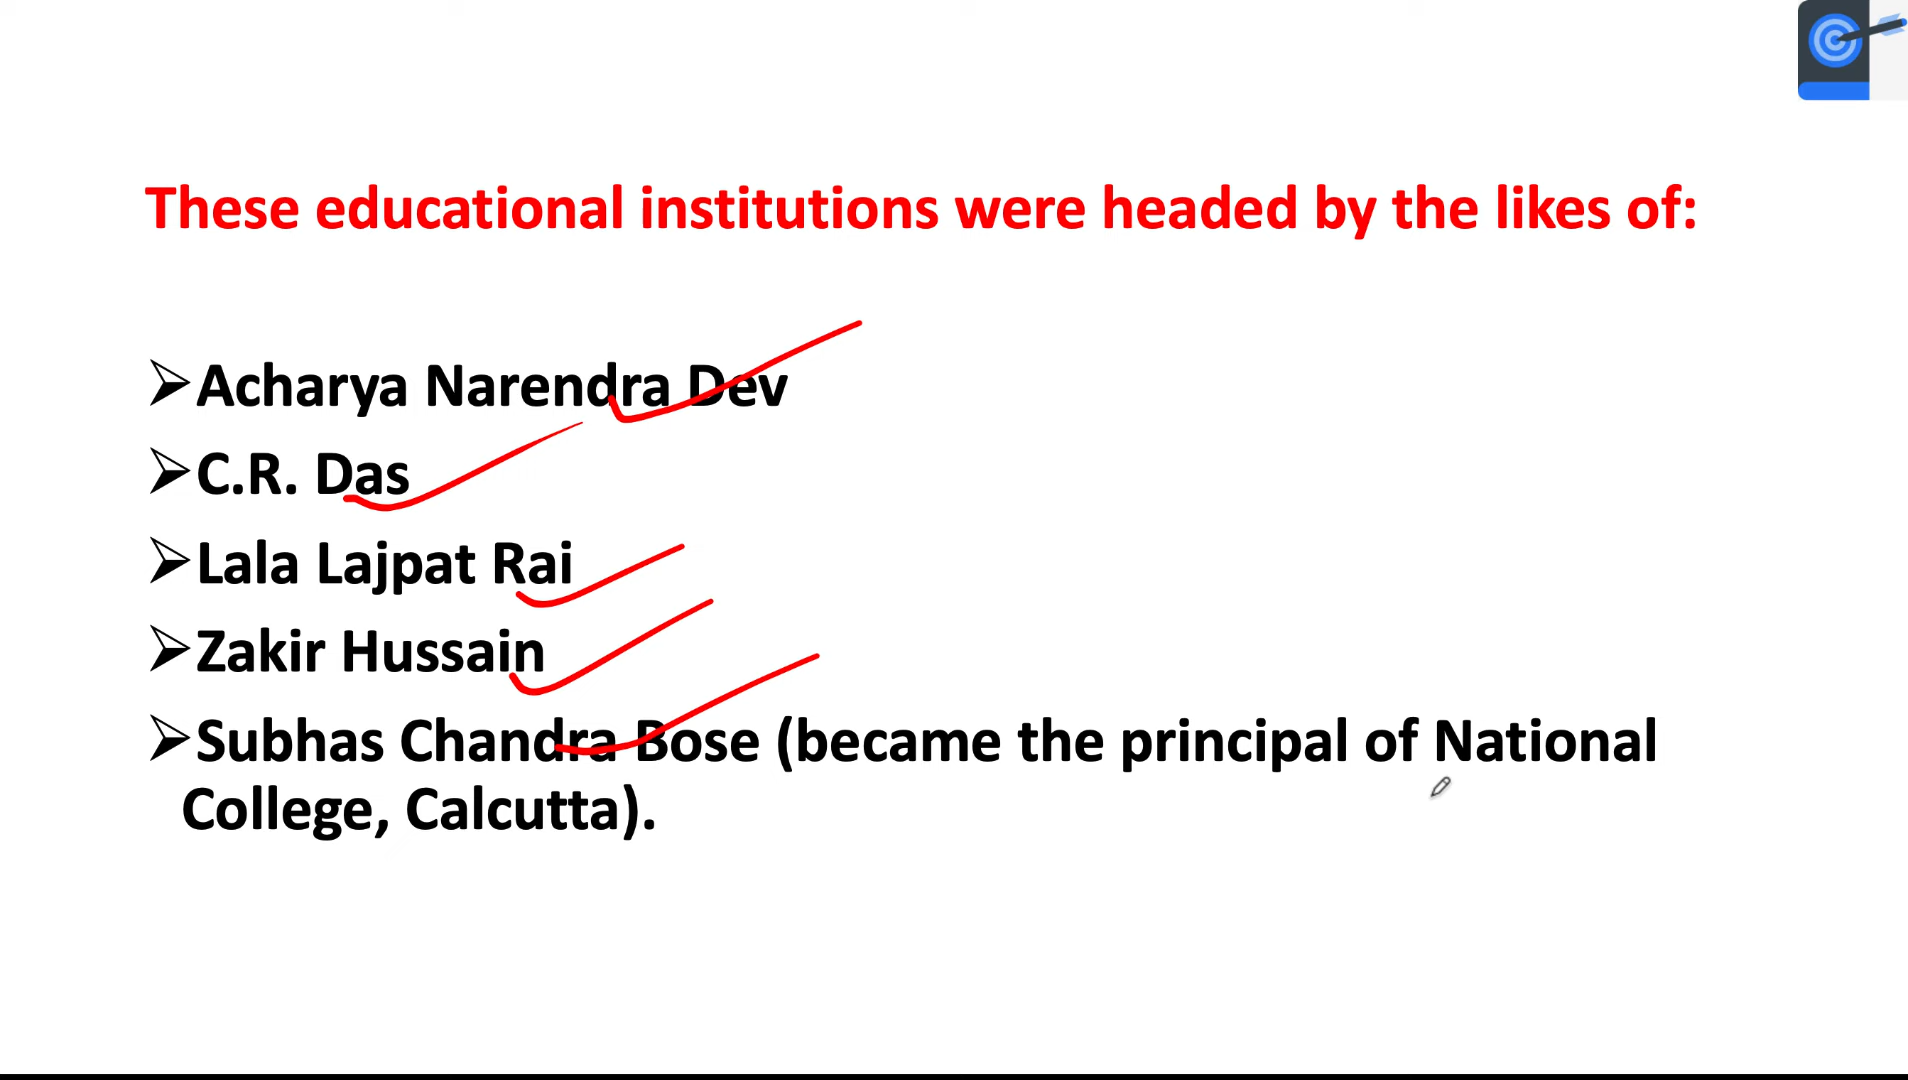 These educational institutions were headed by the likes of:
➢Acharya Narendra Dev
➢C.R. Das
➢Lala Lajpat Rai
➢Zakir Hussain
➢Subhas Chandra Bose (became the principal of National
College, Calcutta).